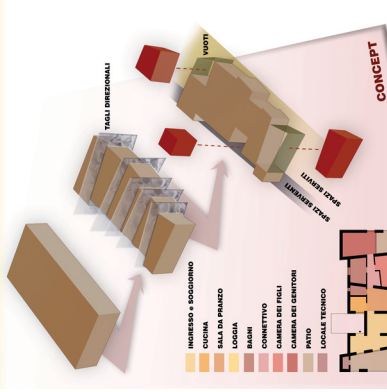 CONCEPT
TAGLI DIREZIONALI
VUOTI
SPAZI SERVENTI
SPAZI SERVITI
INGRESSO e SOGGIORNO
CUCINA
SALA DA PRANZO
LOGGIA
BAGNI
CONNETTIVO
CAMERA DEI FIGLI
CAMERA DEI GENITORI
PATIO
LOCALE TECNICO